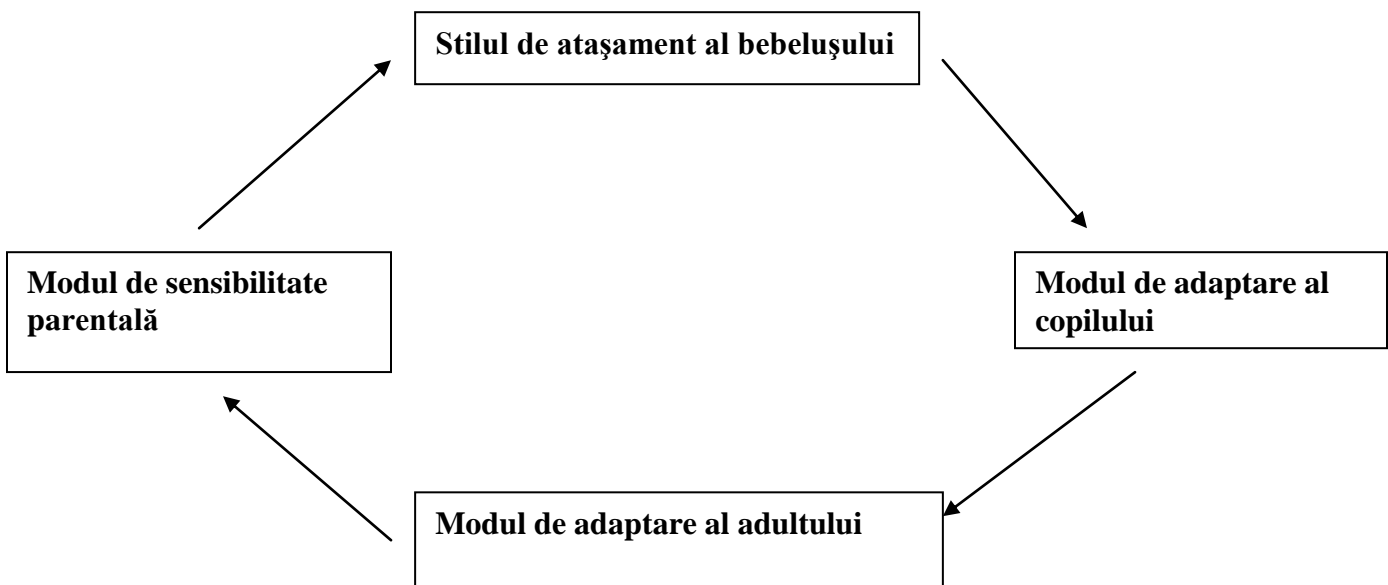 Stilul de ataşament al bebeluşului
Modul de sensibilitate
parentală
Modul de adaptare al
copilului
Modul de adaptare al adultului